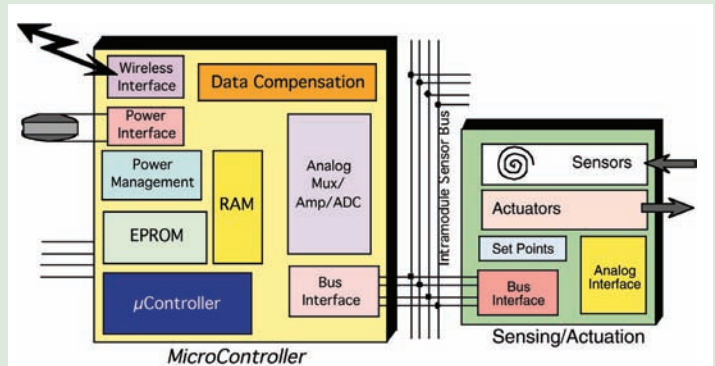 Wireless
Interface
Data Compensation
Power
Interface
Power
Management
RAM
Analog
Mux/
Amp/ADC
EPROM
µController
Bus
Interface
MicroController
Intramodule Sensor Bus
Sensors
Actuators
Set Points
Analog
Interface
Bus
Interface
Sensing/Actuation